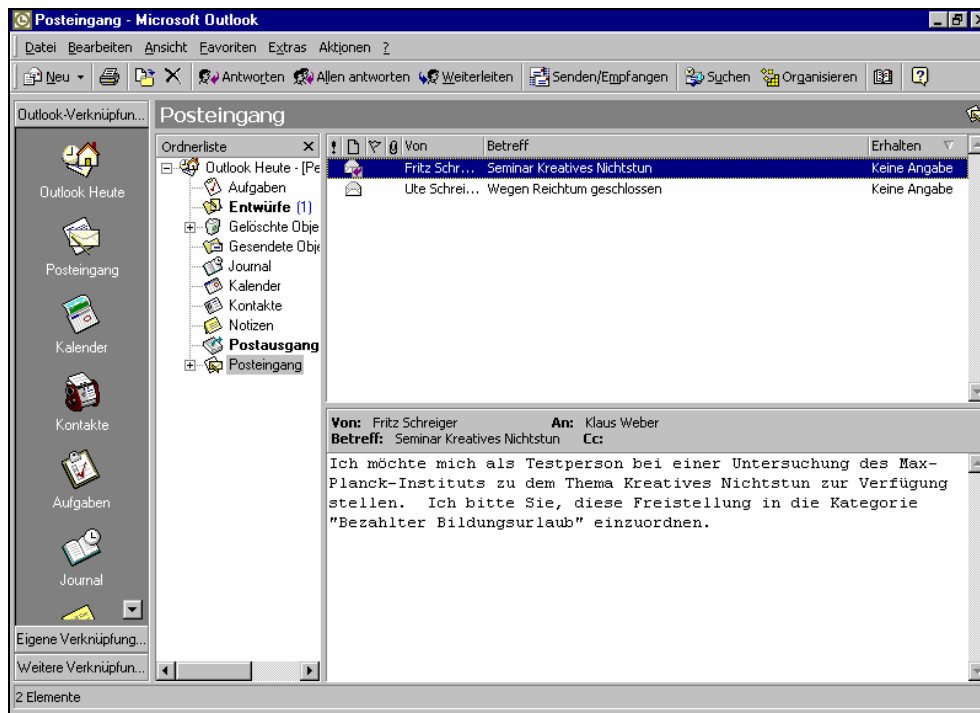 Posteingang - Microsoft Outlook
Datei Bearbeiten Ansicht Favoriten Extras Aktionen ?
Neu Antworten Allen antworten Weiterleiten Senden/Empfangen Suchen Organisieren
Outlook-Verknüpfun... Posteingang
Outlook Heute
Posteingang
Kalender
Kontakte
Aufgaben
Journal
Eigene Verknüpfung...
Weitere Verknüpfun...
Ordnerliste
Outlook Heute - [Pe
Aufgaben
Entwürfe (1)
Gelöschte Obje
Gesendete Obje
Journal
Kalender
Kontakte
Notizen
Postausgang
Posteingang
! Von Betreff Erhalten
Fritz Schr... Seminar Kreatives Nichtstun Keine Angabe
Ute Schrei... Wegen Reichtum geschlossen Keine Angabe
Von: Fritz Schreiger An: Klaus Weber
Betreff: Seminar Kreatives Nichtstun Cc:
Ich möchte mich als Testperson bei einer Untersuchung des Max-
Planck-Instituts zu dem Thema Kreatives Nichtstun zur Verfügung
stellen. Ich bitte Sie, diese Freistellung in die Kategorie
"Bezahlter Bildungsurlaub" einzuordnen.
2 Elemente